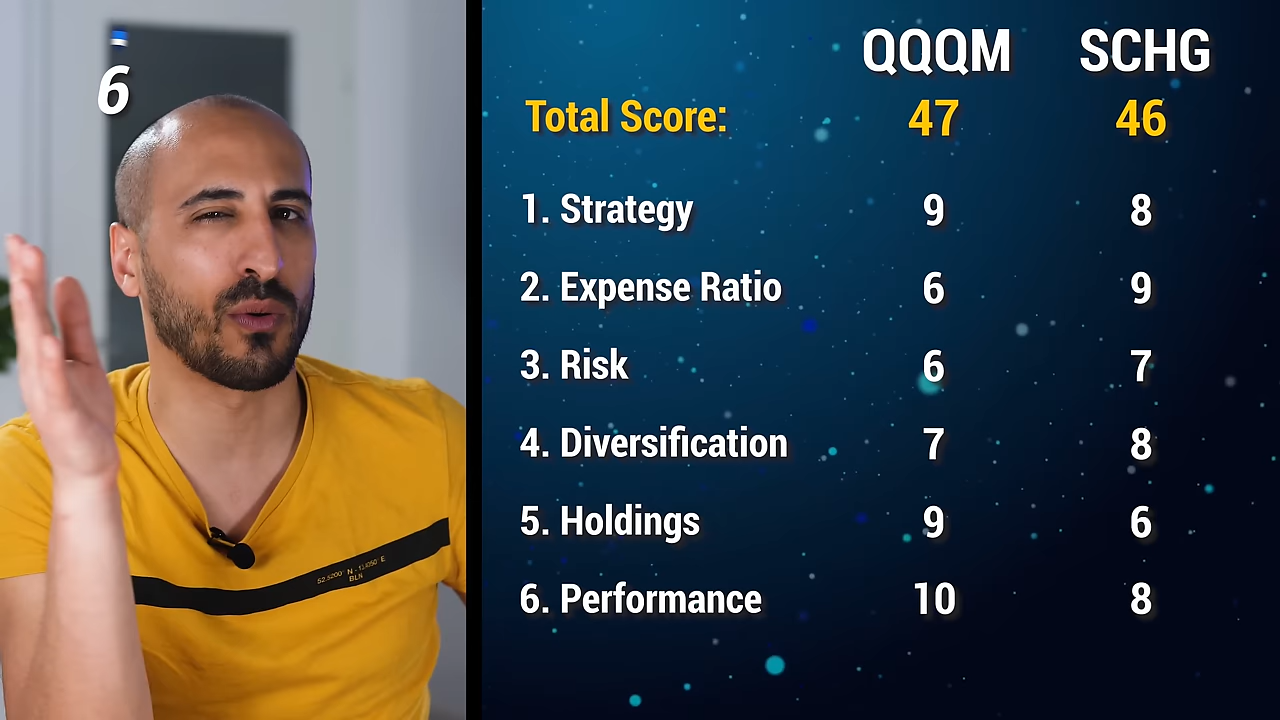 6
QQQM SCHG
Total Score: 47 46
1. Strategy 9 8
2. Expense Ratio 6 9
3. Risk 6 7
4. Diversification 7 8
5. Holdings 9 6
6. Performance 10 8
BLN